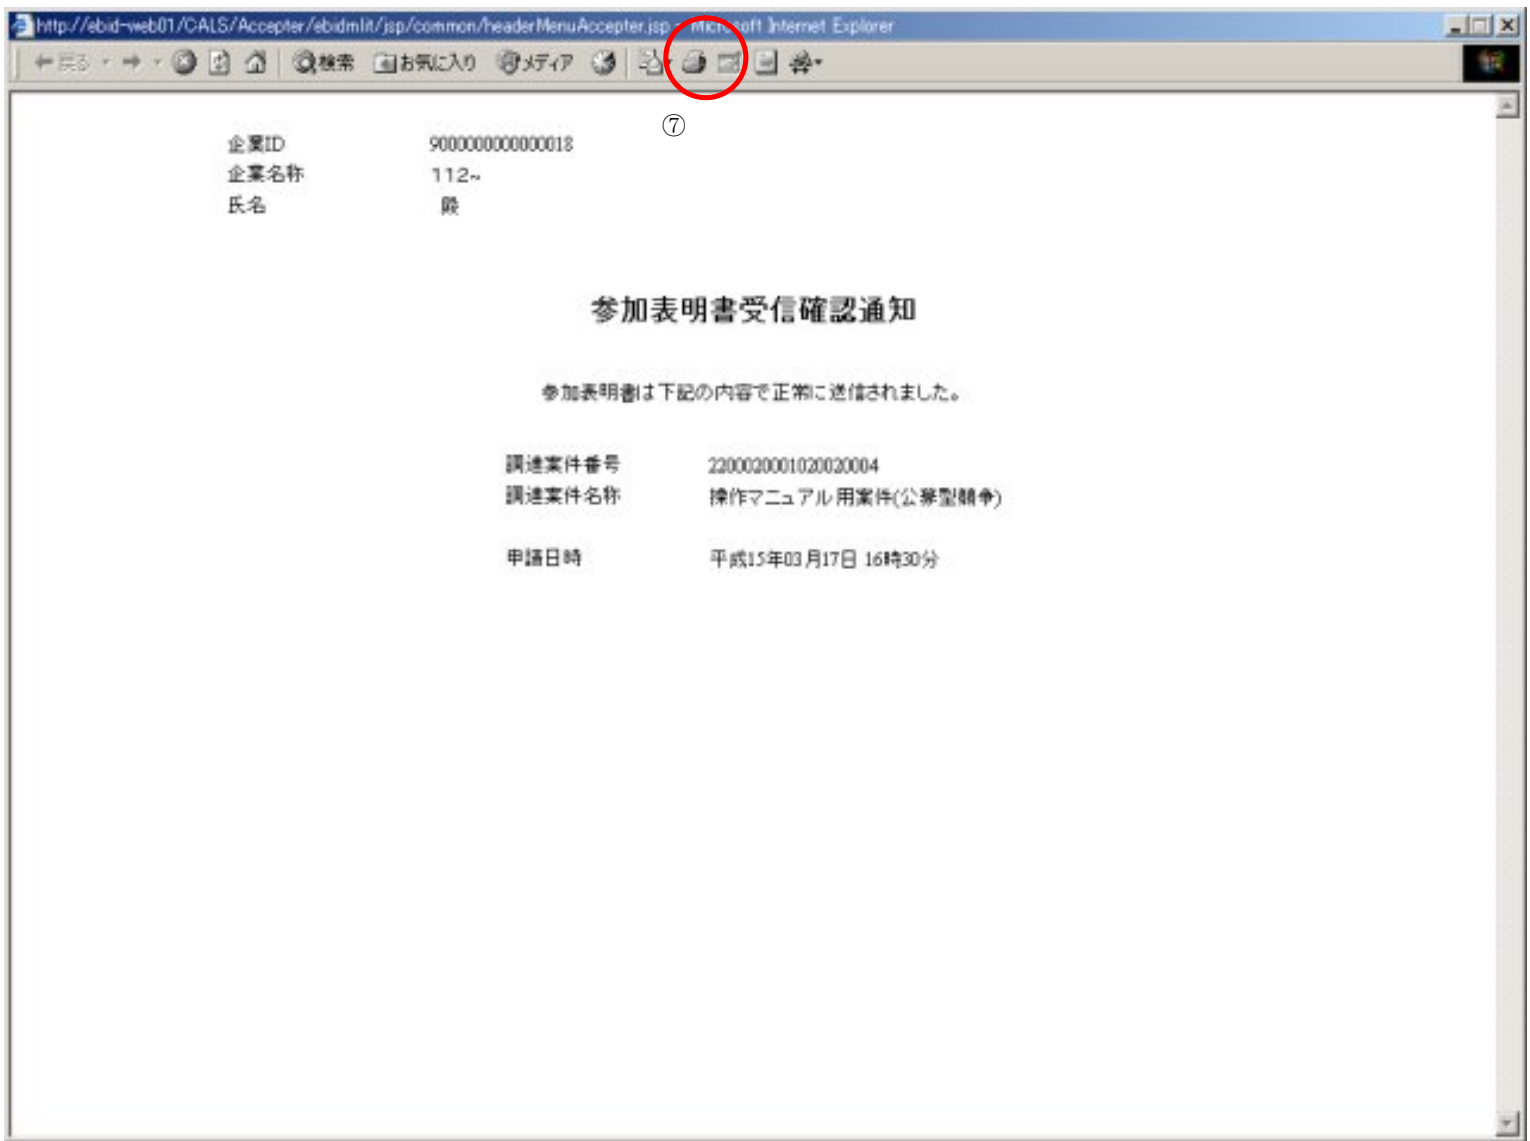 http://ebid-web01/CALS/Accepter/ebidmlit/jsp/common/headerMenuAccepter.jsp - Microsoft Internet Explorer
戻る 検索 お気に入り メディア
⑦
企業ID 9000000000000018
企業名称 112~
氏名 殿
参加表明書受信確認通知
参加表明書は下記の内容で正常に送信されました。
調達案件番号 2200020001020020004
調達案件名称 操作マニュアル用案件(公募型競争)
申請日時 平成15年03月17日 16時30分